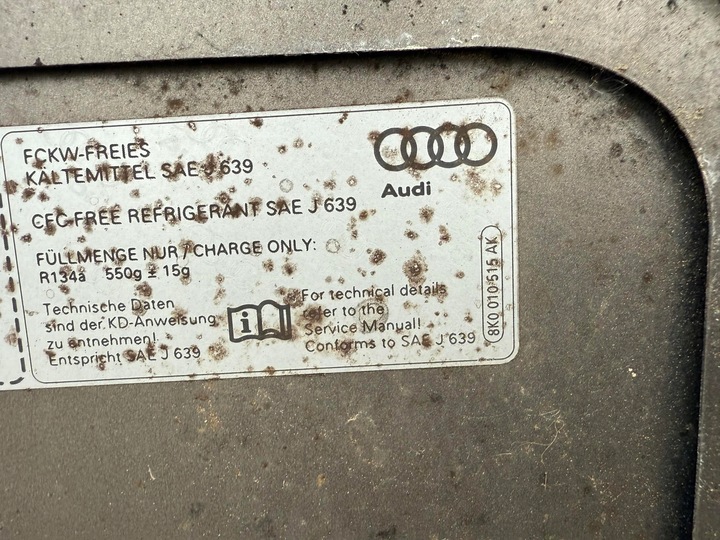 FCKW-FREIES
KÄLTEMITTEL SAE J 639
Audi
CFC-FREE REFRIGERANT SAE J 639
FÜLLMENGE NUR / CHARGE ONLY:
R134a 550g ± 15g
Technische Daten
sind der KD-Anweisung
zu entnehmen!
Entspricht SAE J 639
i
For technical details
refer to the
Service Manual!
Conforms to SAE J 639
8K0 010 515 AK